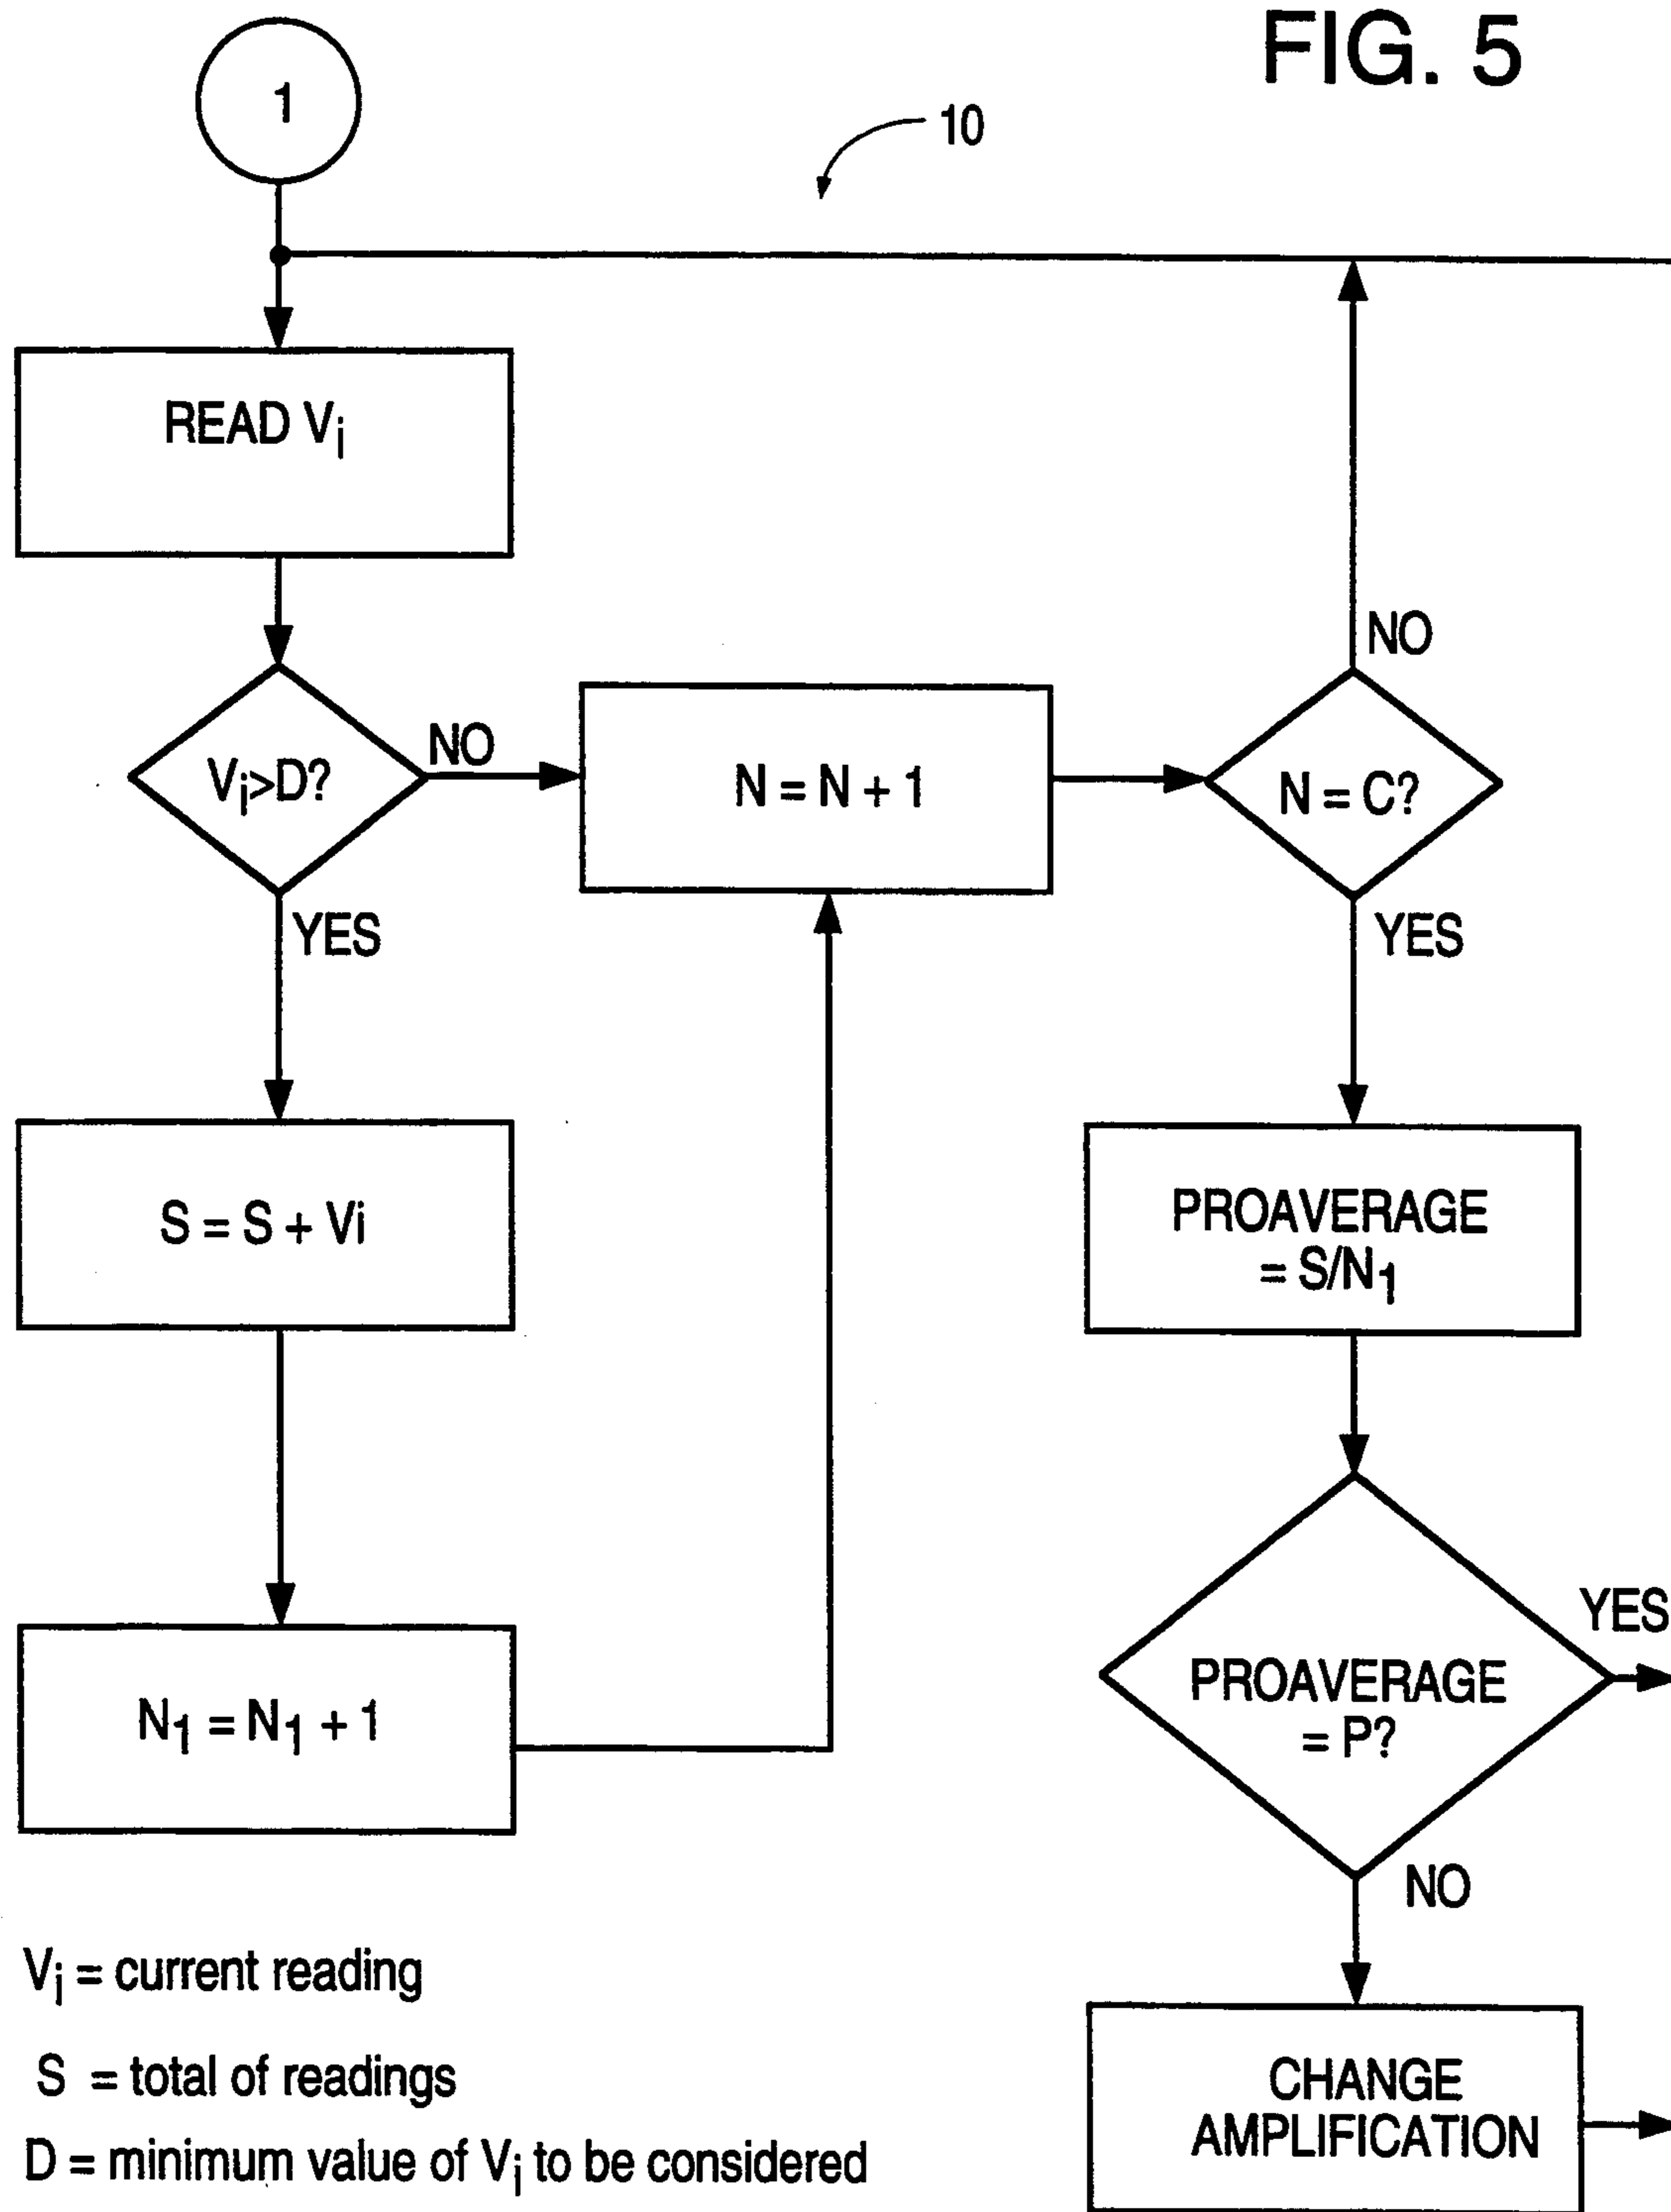 FIG. 5
1
10
READ Vi
Vi>D?
NO
YES
N = N + 1
N = C?
NO
YES
S = S + Vi
PROAVERAGE
= S/N1
N1 = N1 + 1
PROAVERAGE
= P?
YES
NO
CHANGE
AMPLIFICATION
Vi = current reading
S = total of readings
D = minimum value of Vi to be considered